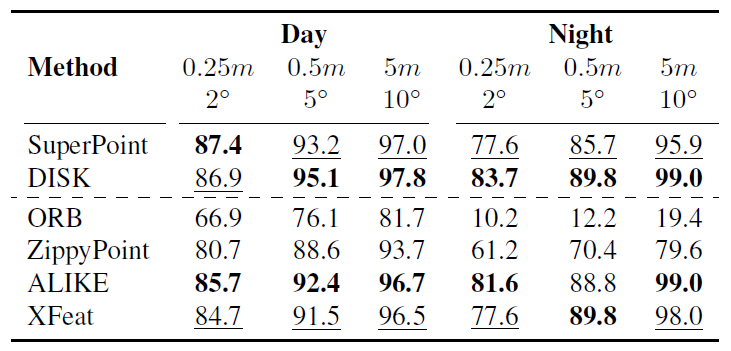 Day Night
Method 0.25m 0.5m 5m 0.25m 0.5m 5m
2° 5° 10° 2° 5° 10°
SuperPoint 87.4 93.2 97.0 77.6 85.7 95.9
DISK 86.9 95.1 97.8 83.7 89.8 99.0
ORB 66.9 76.1 81.7 10.2 12.2 19.4
ZippyPoint 80.7 88.6 93.7 61.2 70.4 79.6
ALIKE 85.7 92.4 96.7 81.6 88.8 99.0
XFeat 84.7 91.5 96.5 77.6 89.8 98.0